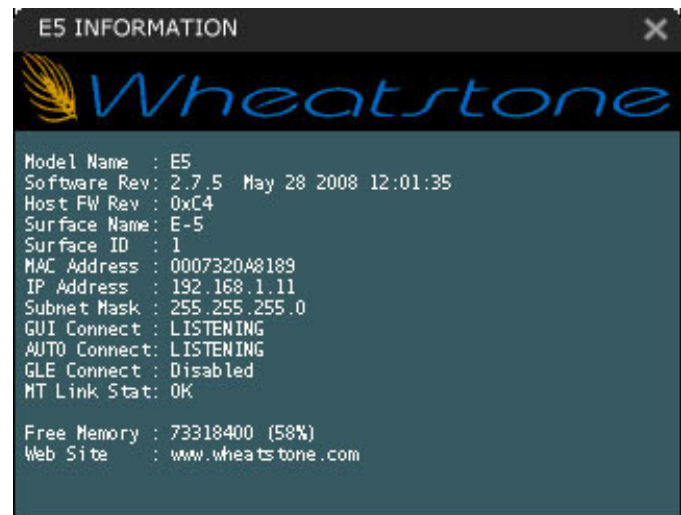 E5 INFORMATION
Wheatstone
Model Name : E5
Software Rev: 2.7.5 May 28 2008 12:01:35
Host FW Rev : 0xC4
Surface Name: E-5
Surface ID : 1
MAC Address : 0007320A8189
IP Address : 192.168.1.11
Subnet Mask : 255.255.255.0
GUI Connect : LISTENING
AUTO Connect: LISTENING
GLE Connect : Disabled
MT Link Stat: OK
Free Memory : 73318400 (58%)
Web Site : www.wheatstone.com